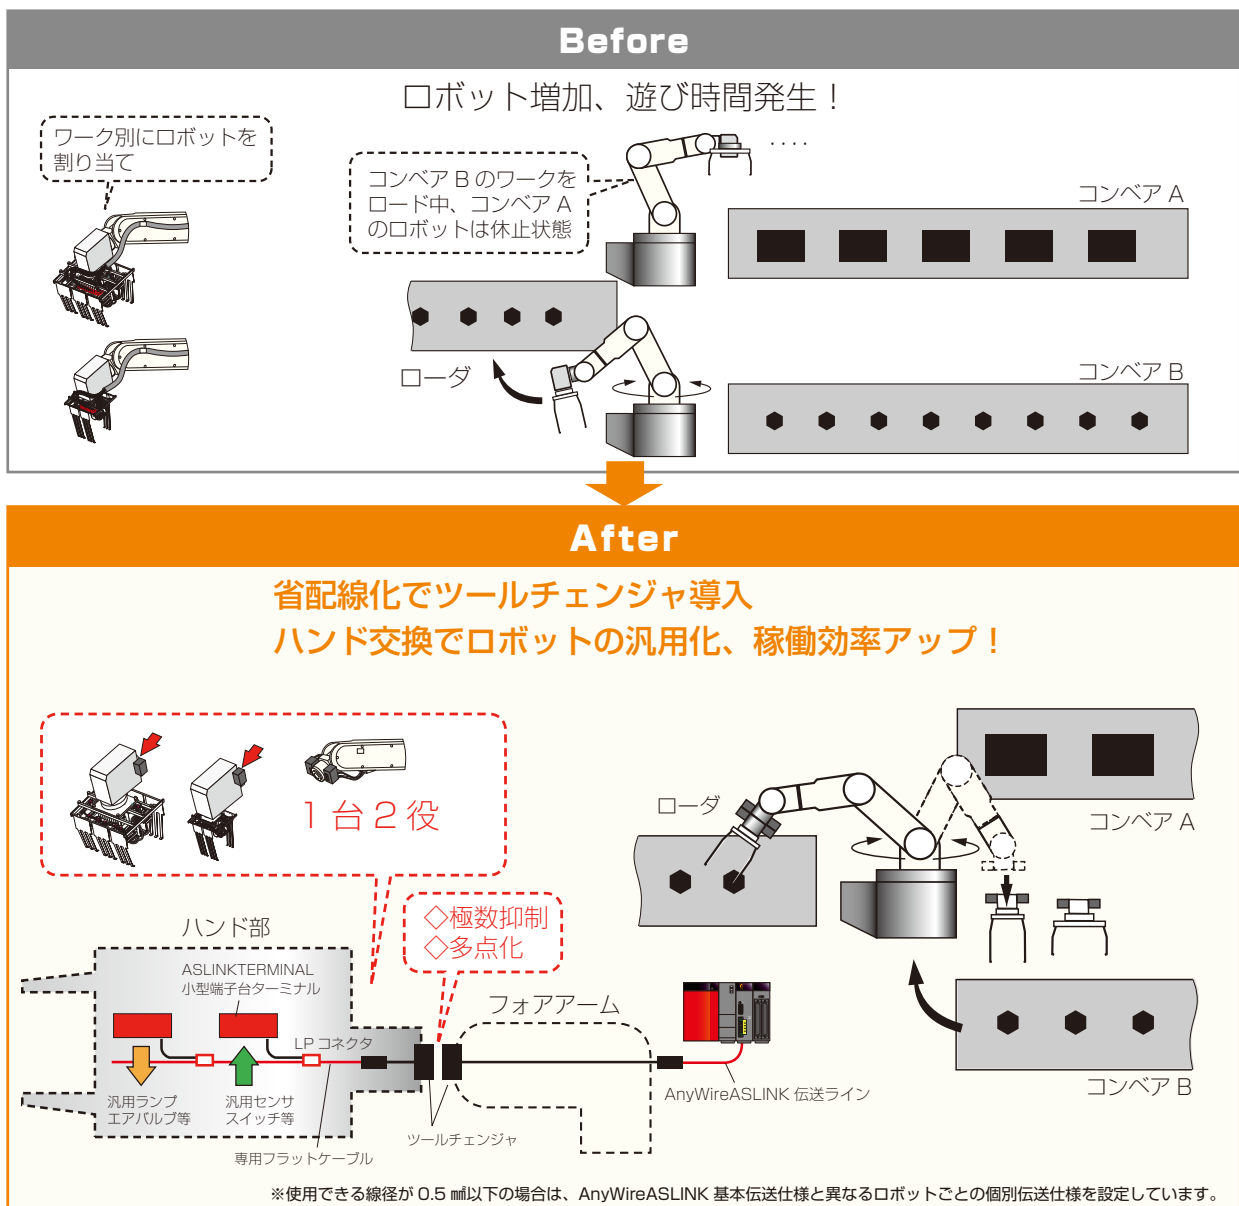 Before
ロボット増加、遊び時間発生！
ワーク別にロボットを
割り当て
コンベア B のワークを
ロード中、コンベア A
のロボットは休止状態
....
コンベア A
ローダ
コンベア B
After
省配線化でツールチェンジャ導入
ハンド交換でロボットの汎用化、稼働効率アップ！
1 台 2 役
ローダ
コンベア A
◇極数抑制
◇多点化
ハンド部
ASLINKTERMINAL
小型端子台ターミナル
フォアアーム
LP コネクタ
汎用ランプ
エアバルブ等
汎用センサ
スイッチ等
AnyWireASLINK 伝送ライン
コンベア B
ツールチェンジャ
専用フラットケーブル
※使用できる線径が 0.5 ㎟以下の場合は、AnyWireASLINK 基本伝送仕様と異なるロボットごとの個別伝送仕様を設定しています。